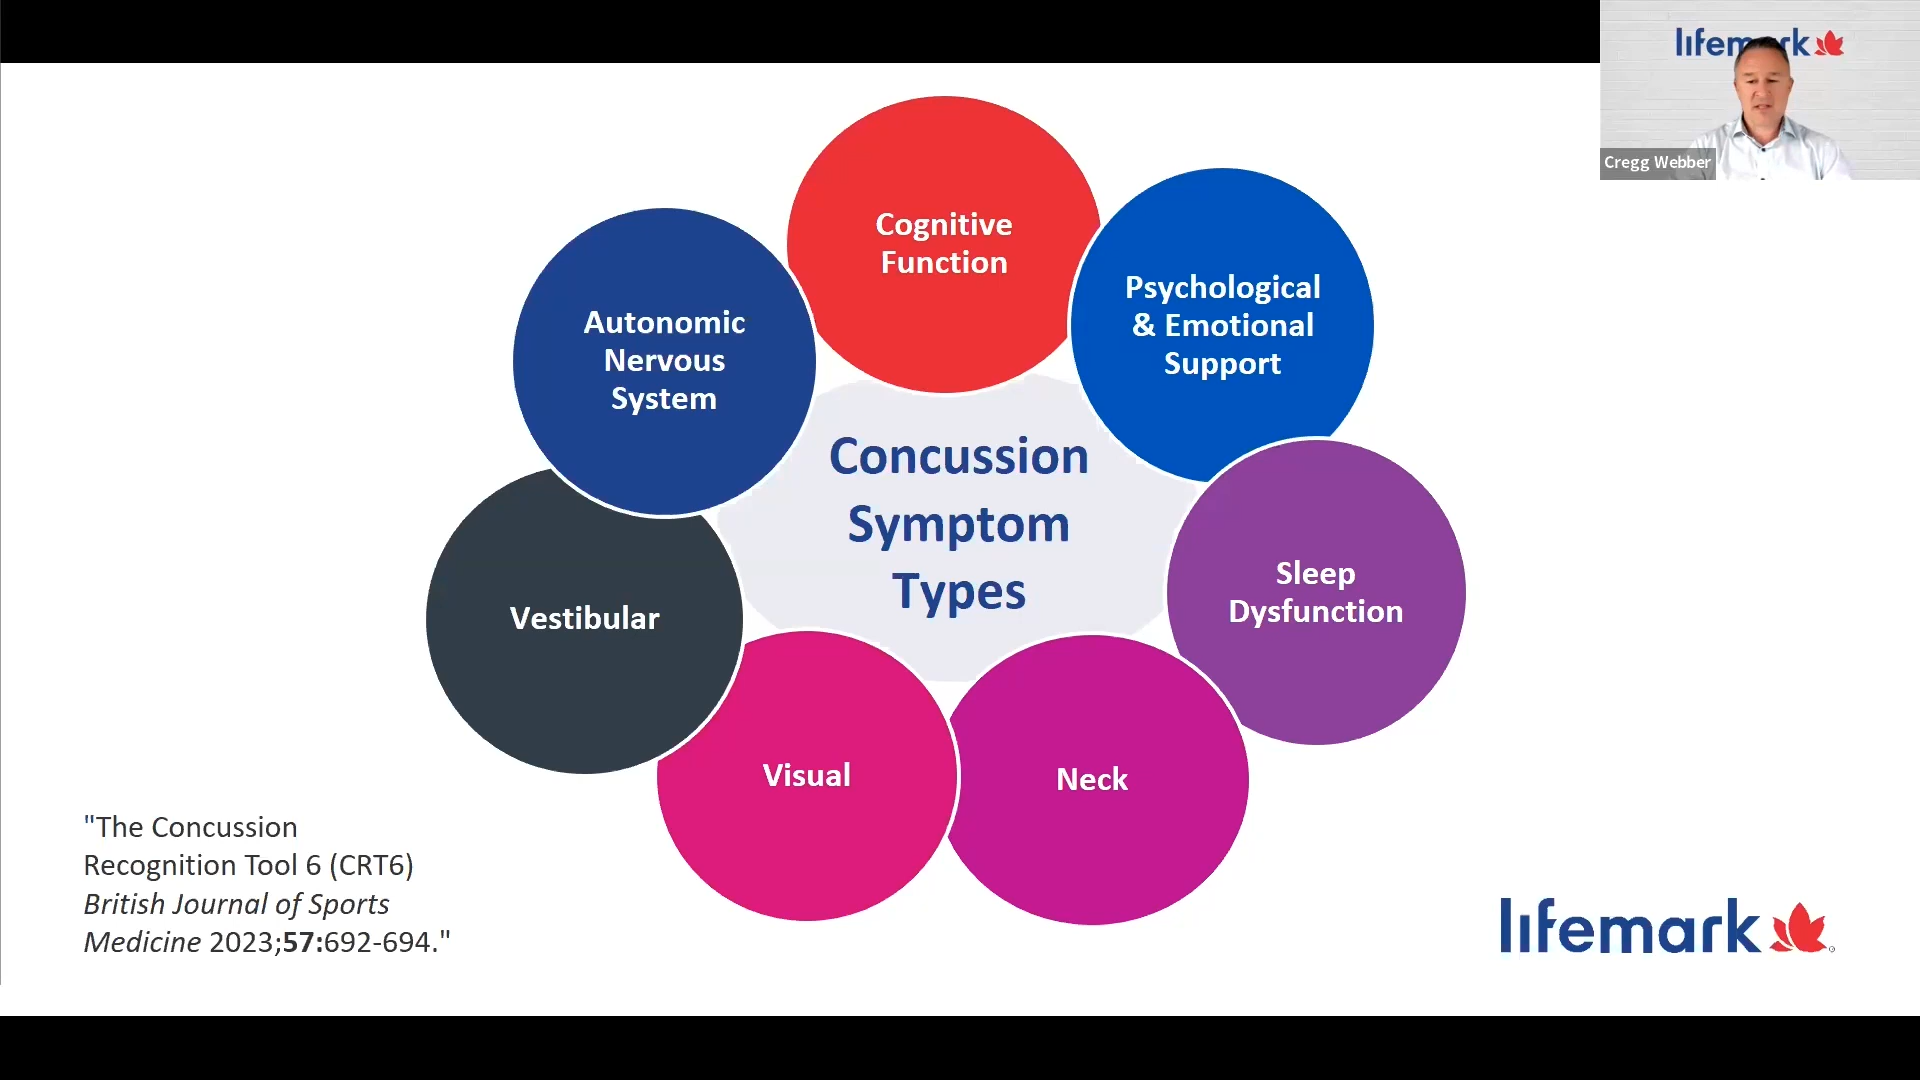 lifemark
Cregg Webber
Cognitive
Function
Psychological
& Emotional
Support
Autonomic
Nervous
System
Concussion
Symptom
Types
Sleep
Dysfunction
Vestibular
Visual
Neck
"The Concussion
Recognition Tool 6 (CRT6)
British Journal of Sports
Medicine 2023;57:692-694."
lifemark